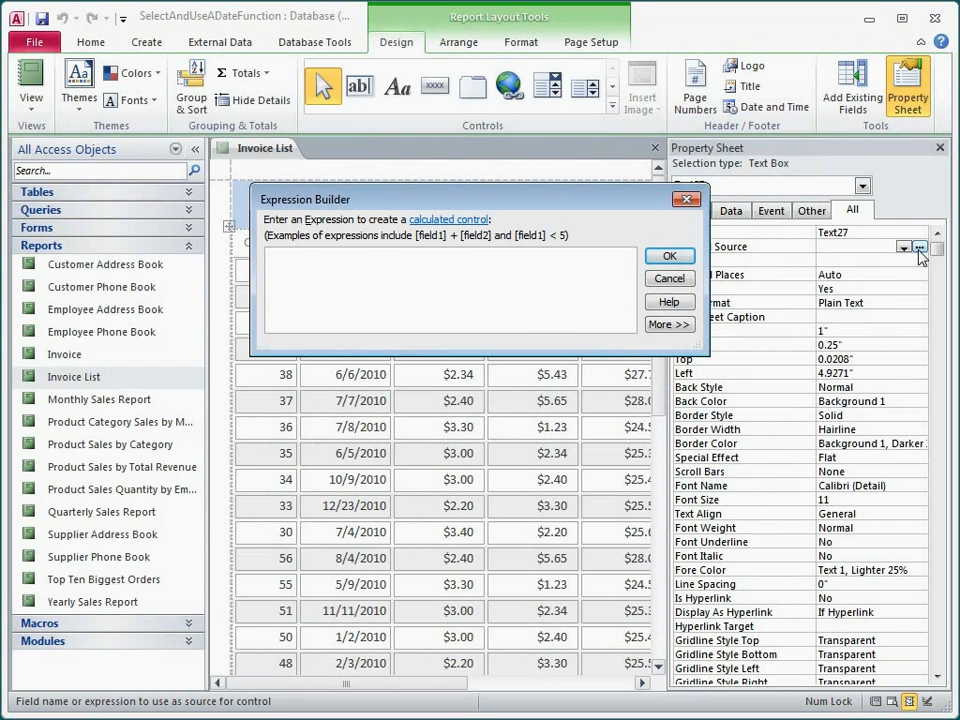 SelectAndUseADateFunction : Database (...
Report Layout Tools
File
Home
Create
External Data
Database Tools
Design
Arrange
Format
Page Setup
View
Views
Themes
Colors
Fonts
Themes
Group & Sort
Totals
Hide Details
Grouping & Totals
ab|
Aa
XXXX
Controls
Insert Image
Page Numbers
Logo
Title
Date and Time
Header / Footer
Add Existing Fields
Property Sheet
Tools
All Access Objects
Search...
Tables
Queries
Forms
Reports
Customer Address Book
Customer Phone Book
Employee Address Book
Employee Phone Book
Invoice
Invoice List
Monthly Sales Report
Product Category Sales by M...
Product Sales by Category
Product Sales by Total Revenue
Product Sales Quantity by Em...
Quarterly Sales Report
Supplier Address Book
Supplier Phone Book
Top Ten Biggest Orders
Yearly Sales Report
Macros
Modules
Invoice List
Expression Builder
Enter an Expression to create a calculated control:
(Examples of expressions include [field1] + [field2] and [field1] < 5)
OK
Cancel
Help
More >>
38 6/6/2010 $2.34 $5.43 $27.7
37 7/7/2010 $2.40 $5.65 $28.0
36 7/8/2010 $3.30 $1.23 $24.5
35 6/5/2010 $3.00 $2.34 $25.3
34 10/9/2010 $3.00 $2.40 $25.4
33 12/23/2010 $2.20 $3.30 $25.5
30 7/4/2010 $3.40 $2.20 $25.6
56 8/4/2010 $2.40 $5.65 $28.0
55 5/9/2010 $3.30 $1.23 $24.5
51 11/11/2010 $3.00 $2.34 $25.3
50 1/2/2010 $3.00 $2.40 $25.4
48 2/3/2010 $2.20 $3.30 $25.5
Property Sheet
Selection type: Text Box
Data
Event
Other
All
Text27
Source
Places Auto
Yes
Plain Text
Caption
1"
0.25"
Top 0.0208"
Left 4.9271"
Back Style Normal
Back Color Background 1
Border Style Solid
Border Width Hairline
Border Color Background 1, Darker
Special Effect Flat
Scroll Bars None
Font Name Calibri (Detail)
Font Size 11
Text Align General
Font Weight Normal
Font Underline No
Font Italic No
Fore Color Text 1, Lighter 25%
Line Spacing 0"
Is Hyperlink No
Display As Hyperlink If Hyperlink
Hyperlink Target
Gridline Style Top Transparent
Gridline Style Bottom Transparent
Gridline Style Left Transparent
Gridline Style Right Transparent
Field name or expression to use as source for control
Num Lock